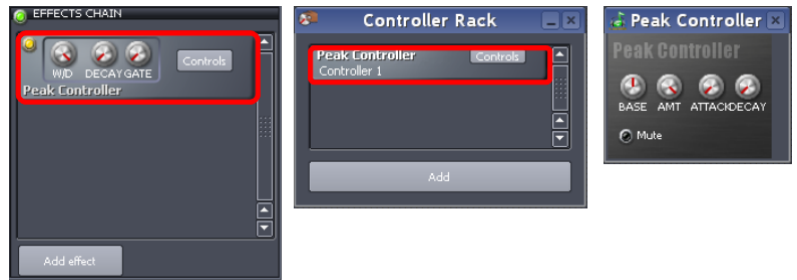 EFFECTS CHAIN
W/D DECAY GATE
Controls
Peak Controller
Add effect
Controller Rack
Peak Controller
Controls
Controller 1
Add
Peak Controller
Peak Controller
BASE AMT ATTACK DECAY
Mute